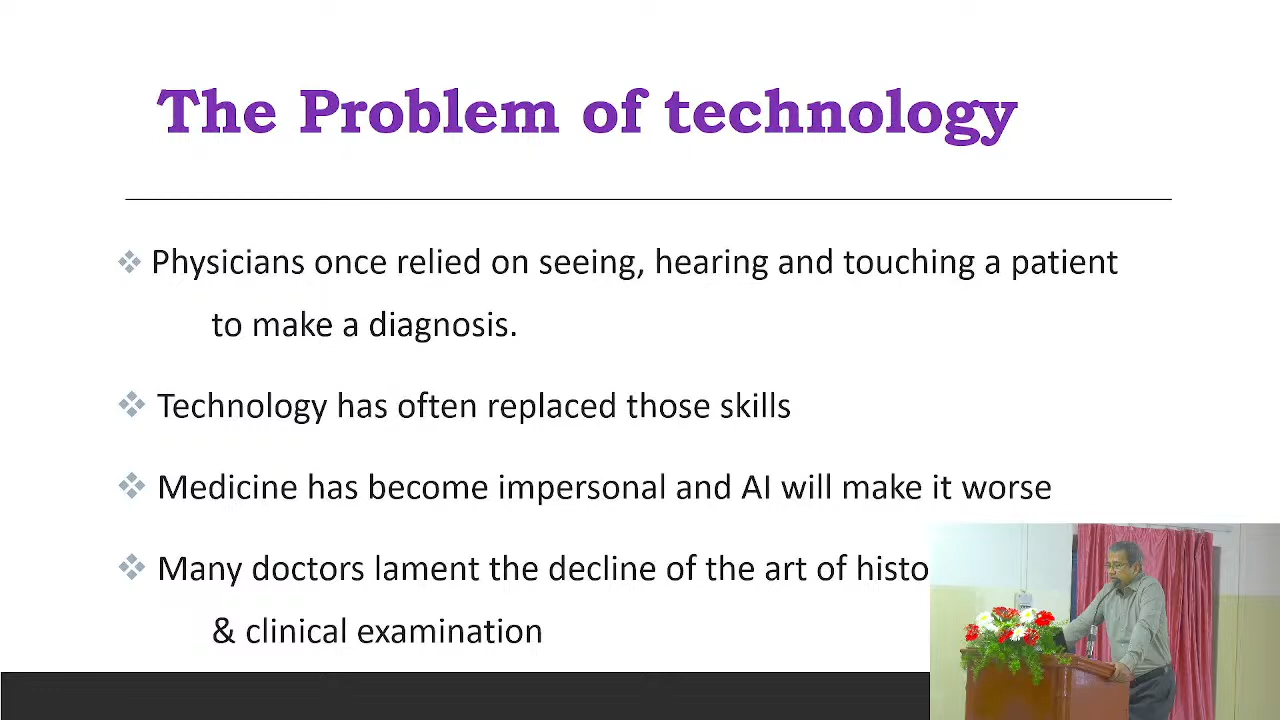 The Problem of technology
Physicians once relied on seeing, hearing and touching a patient
to make a diagnosis.
Technology has often replaced those skills
Medicine has become impersonal and AI will make it worse
Many doctors lament the decline of the art of histo
& clinical examination